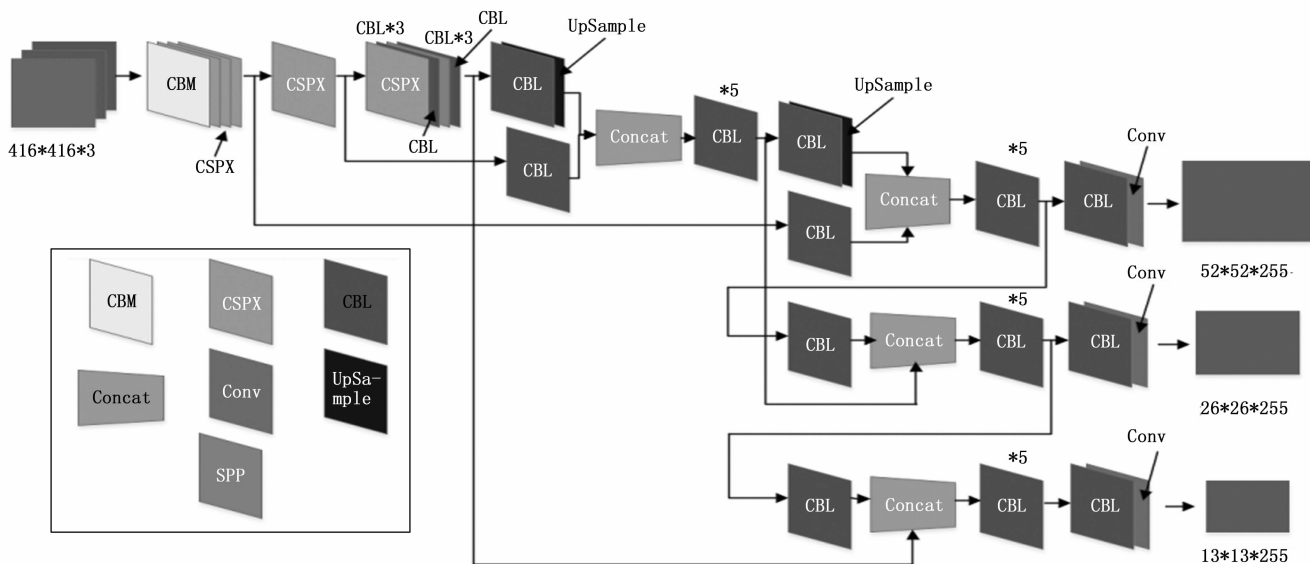 416*416*3
CBM
CSPX
CSPX
CBL*3
CSPX
CBL
CBL*3
CBL
CBL
UpSample
CBL
Concat
*5
CBL
CBL
UpSample
CBL
Concat
*5
CBL
CBL
Conv
52*52*255
CBL
Concat
*5
CBL
CBL
Conv
26*26*255
CBL
Concat
*5
CBL
CBL
Conv
13*13*255
CBM
CSPX
CBL
Concat
Conv
UpSa-
mple
SPP